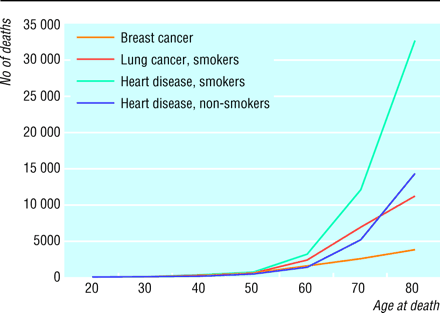 No of deaths
35 000
30 000
25 000
20 000
15 000
10 000
5000
0
Breast cancer
Lung cancer, smokers
Heart disease, smokers
Heart disease, non-smokers
20 30 40 50 60 70 80
Age at death